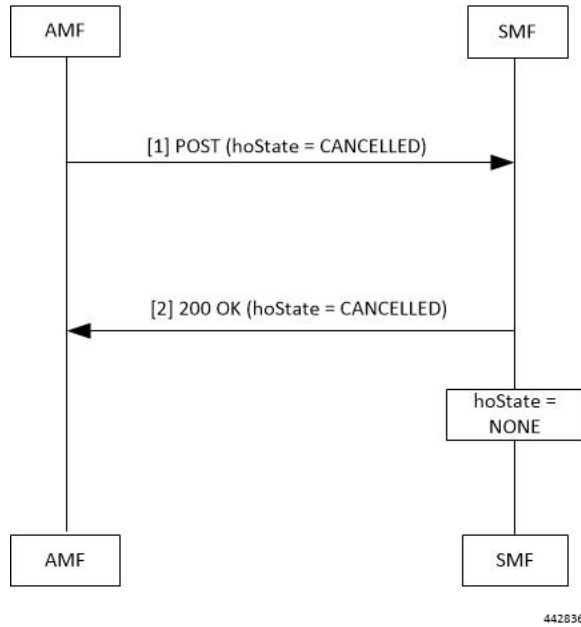 AMF
SMF
[1] POST (hoState = CANCELLED)
[2] 200 OK (hoState = CANCELLED)
hoState =
NONE
AMF
SMF
442836